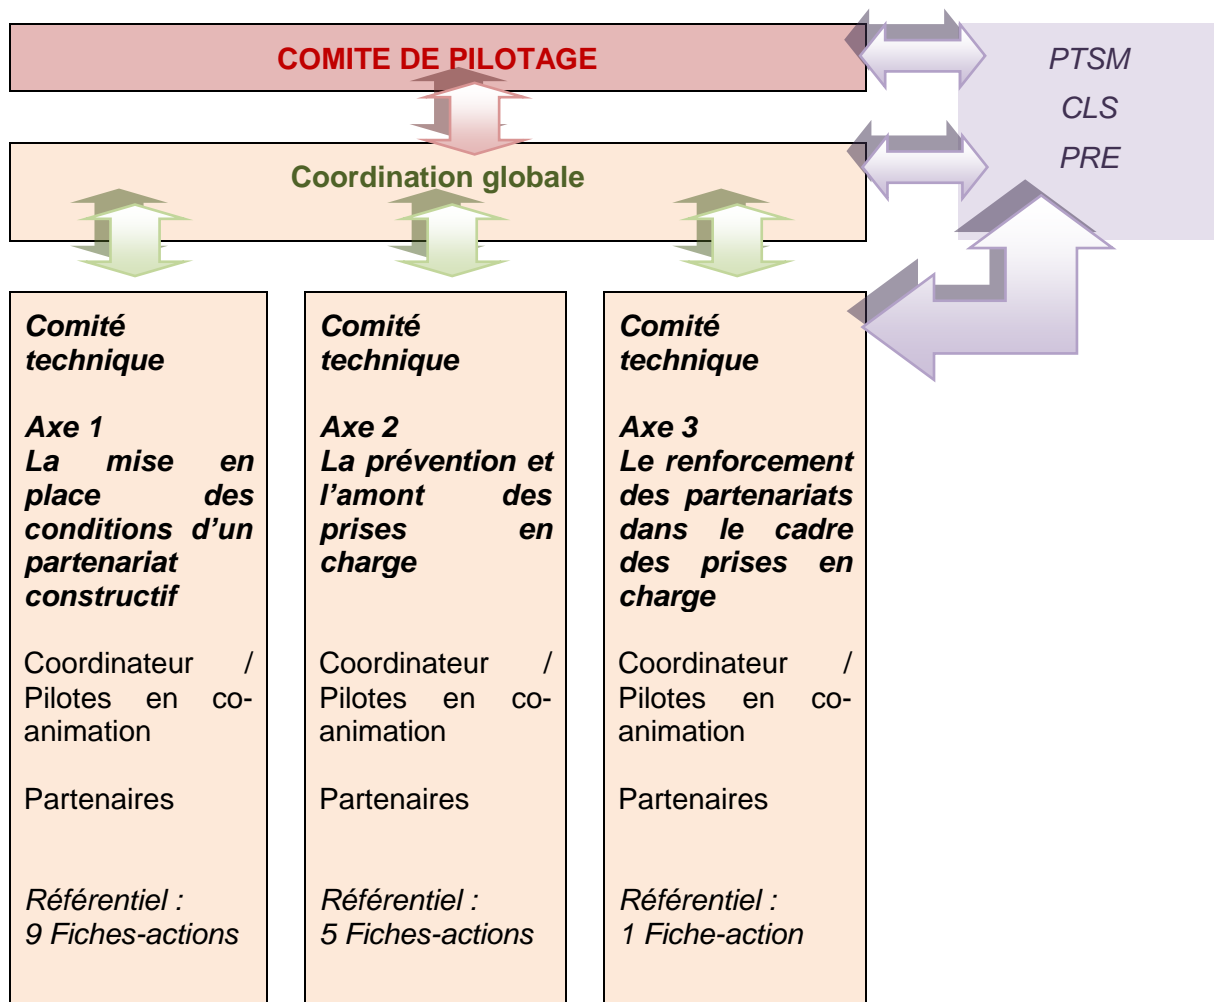 COMITE DE PILOTAGE
PTSM
CLS
PRE
Coordination globale
Comité
technique
Axe 1
La mise en
place des
conditions d’un
partenariat
constructif
Coordinateur /
Pilotes en co-
animation
Partenaires
Référentiel :
9 Fiches-actions
Comité
technique
Axe 2
La prévention et
l’amont des
prises en
charge
Coordinateur /
Pilotes en co-
animation
Partenaires
Référentiel :
5 Fiches-actions
Comité
technique
Axe 3
Le renforcement
des partenariats
dans le cadre
des prises en
charge
Coordinateur /
Pilotes en co-
animation
Partenaires
Référentiel :
1 Fiche-action